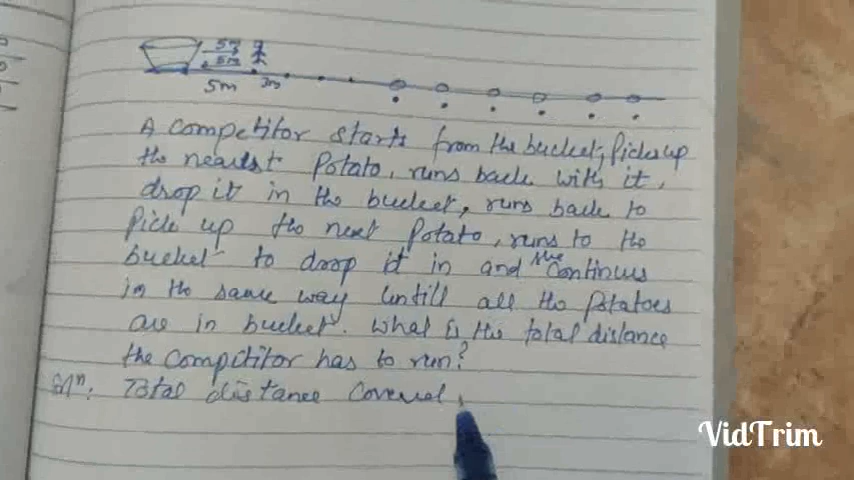 5m
5m
5m 3m
A competitor starts from the bucket, Picks up
the nearest Potato, runs back with it,
drop it in the bucket, runs back to
Pick up the next Potato, runs to the
bucket to drop it in and she continus
in the same way untill all the Potatoes
are in bucket. What is the total distance
the competitor has to run?
Solⁿ: Total distance covered
VidTrim